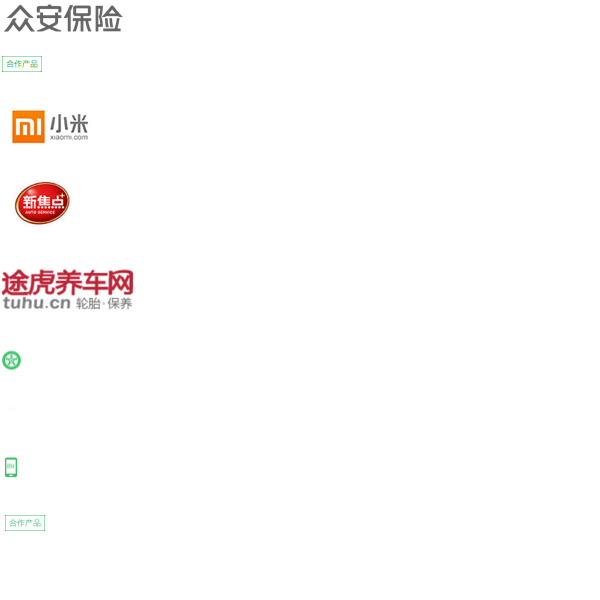 众安保险
合作产品
小米
xiaomi.com
新焦点
AUTO SERVICE
途虎养车网
tuhu.cn 轮胎·保养
合作产品